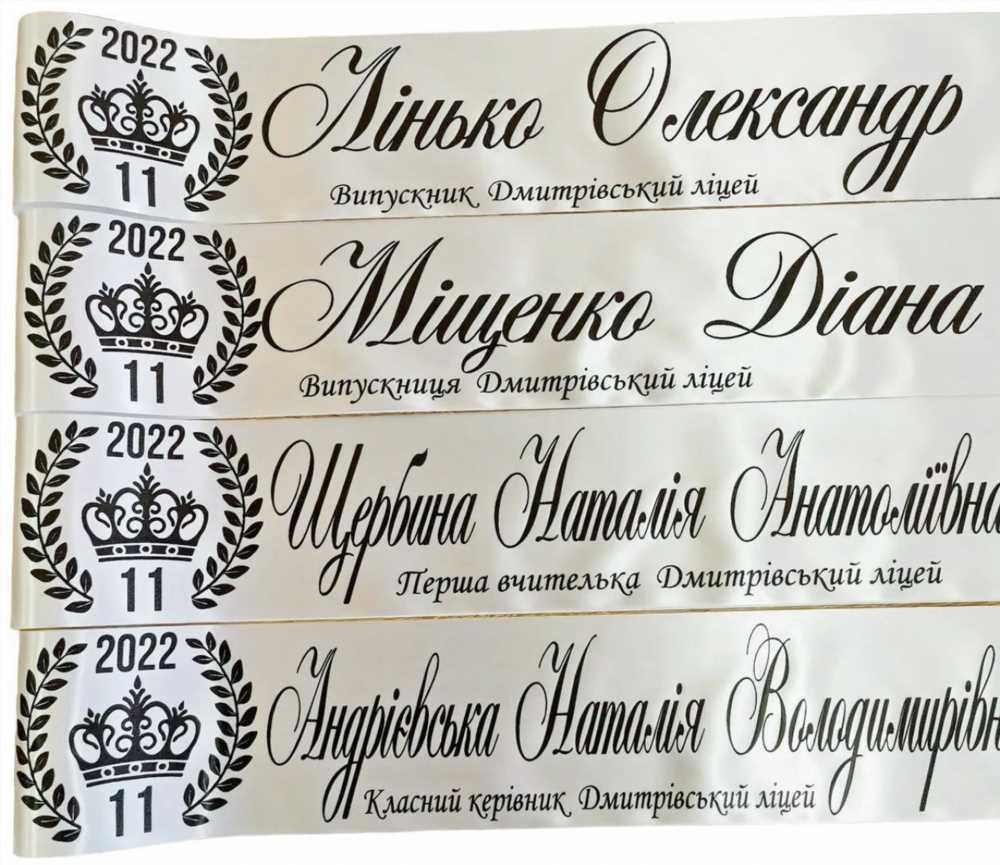 2022
11
Лінько Олександр
Випускник Дмитрівський ліцей
2022
11
Міщенко Діана
Випускниця Дмитрівський ліцей
2022
11
Щербина Наталія Анатоліївна
Перша вчителька Дмитрівський ліцей
2022
11
Андрієвська Наталія Володимирівн
Класний керівник Дмитрівський ліцей